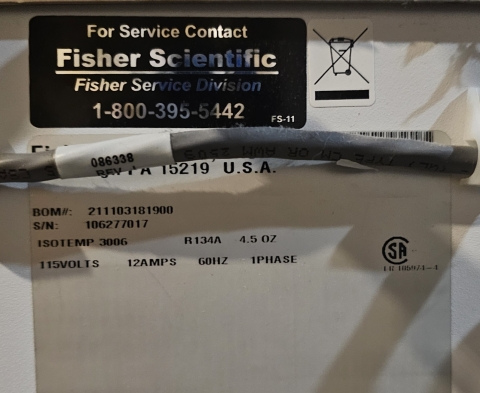 For Service Contact
Fisher Scientific
Fisher Service Division
1-800-395-5442
FS-11
086338
PA 15219 U.S.A.
BOM#: 211103181900
S/N: 106277017
ISOTEMP 3006 R134A 4.5 OZ
115VOLTS 12AMPS 60HZ 1PHASE